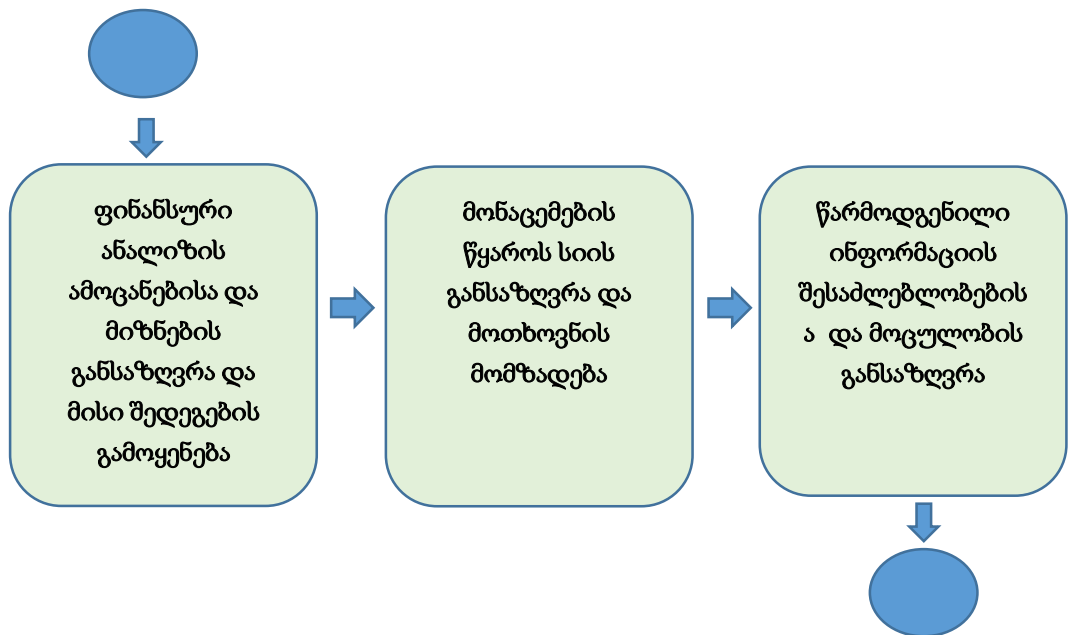 ფინანსური
ანალიზის
ამოცანებისა და
მიზნების
განსაზღვრა და
მისი შედეგების
გამოყენება
მონაცემების
წყაროს სიის
განსაზღვრა და
მოთხოვნის
მომზადება
წარმოდგენილი
ინფორმაციის
შესაძლებლობების
ა და მოცულობის
განსაზღვრა